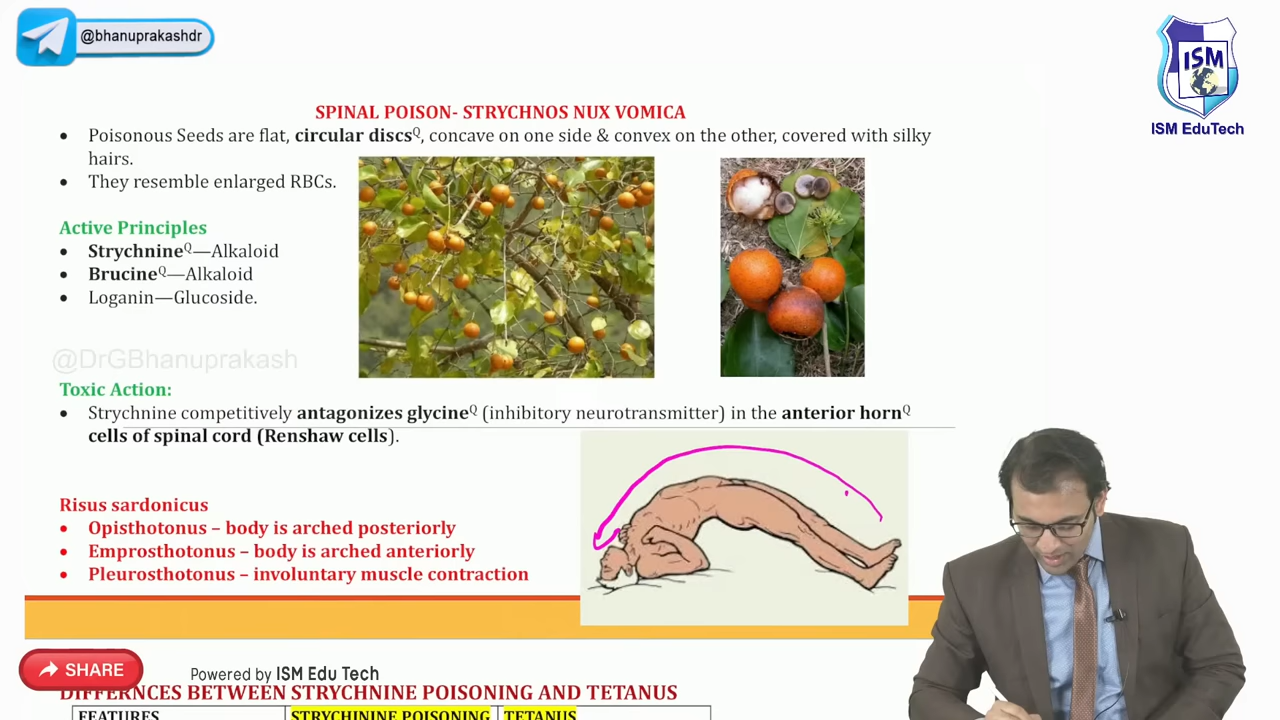 @bhanuprakashdr
ISM
ISM EduTech
SPINAL POISON- STRYCHNOS NUX VOMICA
• Poisonous Seeds are flat, circular discsQ, concave on one side & convex on the other, covered with silky
hairs.
• They resemble enlarged RBCs.
Active Principles
• StrychnineQ—Alkaloid
• BrucineQ—Alkaloid
• Loganin—Glucoside.
@DrGBhanuprakash
Toxic Action:
• Strychnine competitively antagonizes glycineQ (inhibitory neurotransmitter) in the anterior hornQ
cells of spinal cord (Renshaw cells).
Risus sardonicus
• Opisthotonus – body is arched posteriorly
• Emprosthotonus – body is arched anteriorly
• Pleurosthotonus – involuntary muscle contraction
SHARE
Powered by ISM Edu Tech
DIFFERNCES BETWEEN STRYCHNINE POISONING AND TETANUS
FEATURES STRYCHININE POISONING TETANUS